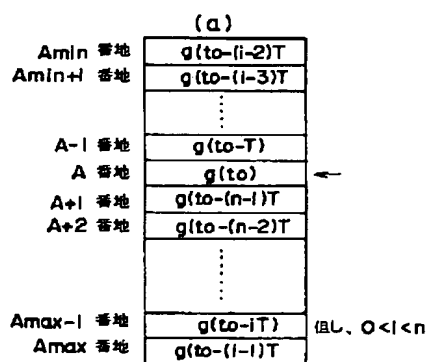 (a)
Amin 番地 g(to-(i-2)T
Amin+1 番地 g(to-(i-3)T
A-1 番地 g(to-T)
A 番地 g(to) ←
A+1 番地 g(to-(n-1)T
A+2 番地 g(to-(n-2)T
Amax-1 番地 g(to-iT) 但し、0<i<n
Amax 番地 g(to-(i-1)T